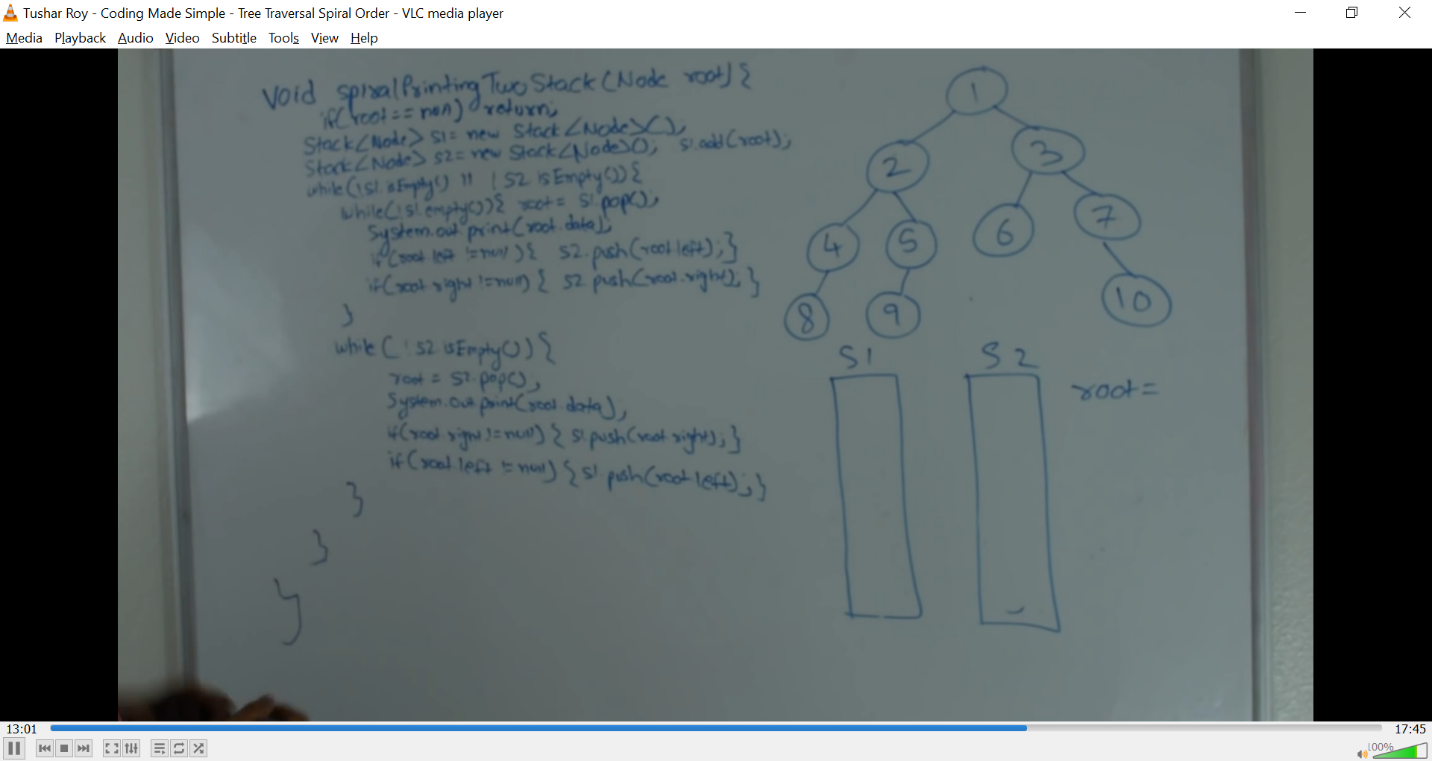 Tushar Roy - Coding Made Simple - Tree Traversal Spiral Order - VLC media player
Media Playback Audio Video Subtitle Tools View Help
void spiralPrintingTwoStack(Node root){
if(root == null) return;
Stack<Node> s1= new Stack<Node>();
Stack<Node> s2= new Stack<Node>(); s1.add(root);
while(!s1.isEmpty() || !s2.isEmpty()){
while(!s1.empty()){ root = s1.pop();
System.out.print(root.data);
if(root.left !=null){ s2.push(root.left);}
if(root.right !=null) { s2.push(root.right); }
}
while(!s2.isEmpty()){
root = s2.pop();
System.out.print(root.data);
if(root.right !=null) { s1.push(root.right); }
if(root.left !=null) { s1.push(root.left); }
}
}
}
1
2
3
4
5
6
7
8
9
10
S1
S2
root=
13:01
17:45
100%